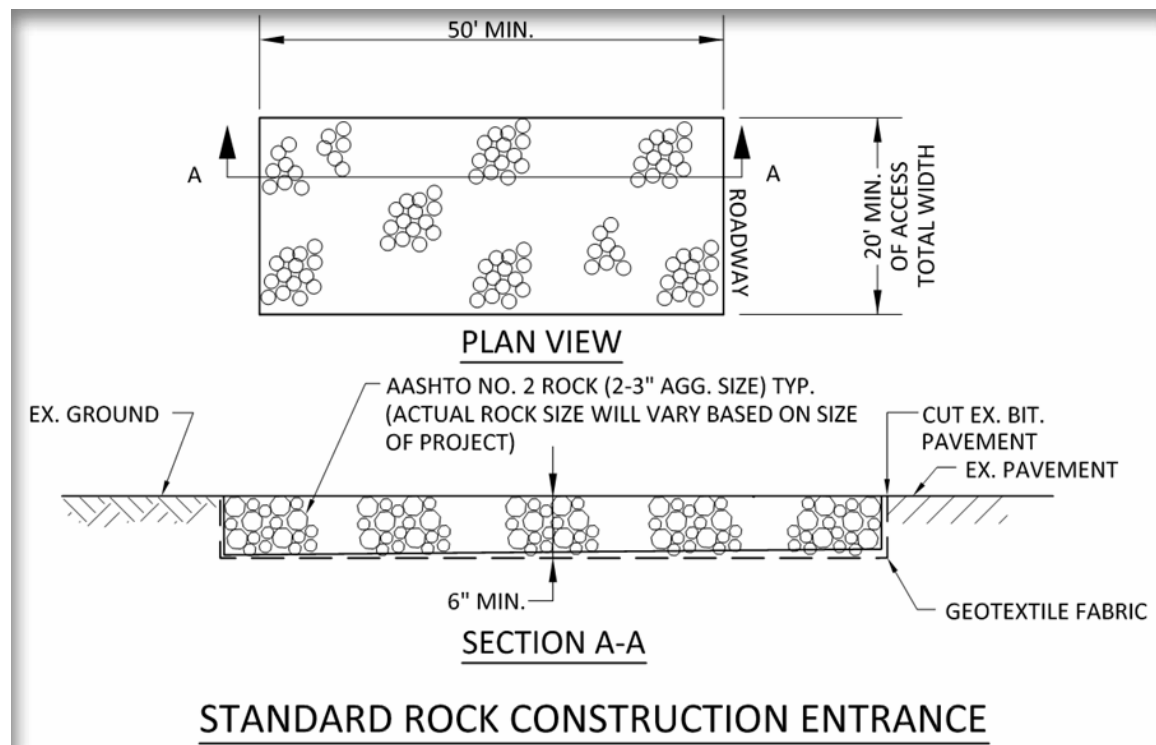 50' MIN.
A
A
ROADWAY
20' MIN.
OF ACCESS
TOTAL WIDTH
PLAN VIEW
AASHTO NO. 2 ROCK (2-3" AGG. SIZE) TYP.
(ACTUAL ROCK SIZE WILL VARY BASED ON SIZE
OF PROJECT)
EX. GROUND
CUT EX. BIT.
PAVEMENT
EX. PAVEMENT
6" MIN.
GEOTEXTILE FABRIC
SECTION A-A
STANDARD ROCK CONSTRUCTION ENTRANCE